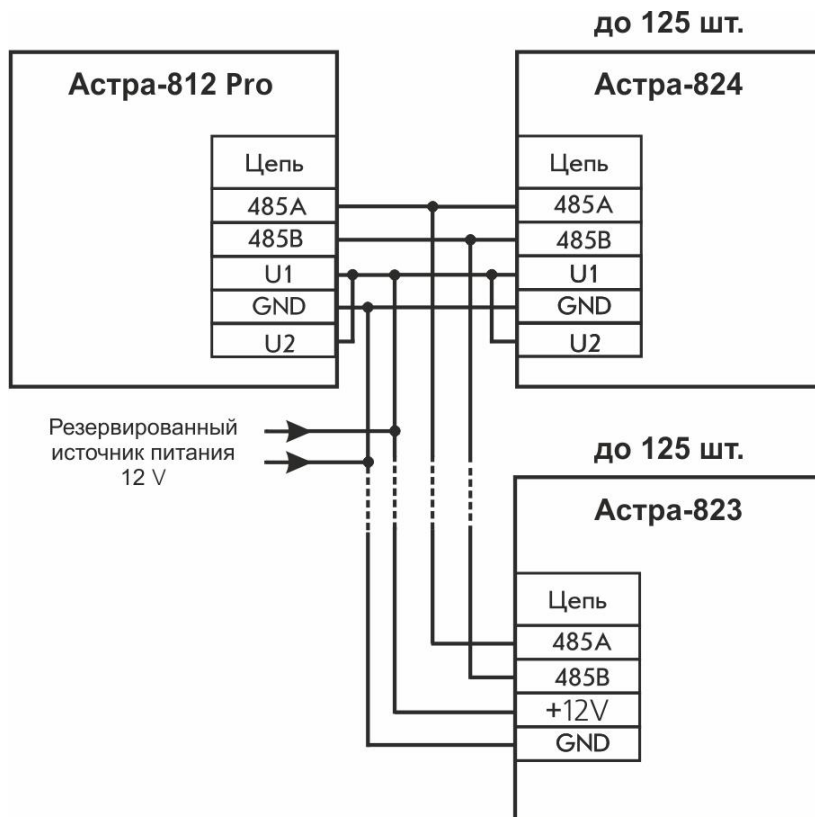 до 125 шт.
Астра-812 Pro
Цепь
485A
485B
U1
GND
U2
Астра-824
Цепь
485A
485B
U1
GND
U2
Резервированный
источник питания
12 V
до 125 шт.
Астра-823
Цепь
485A
485B
+12V
GND